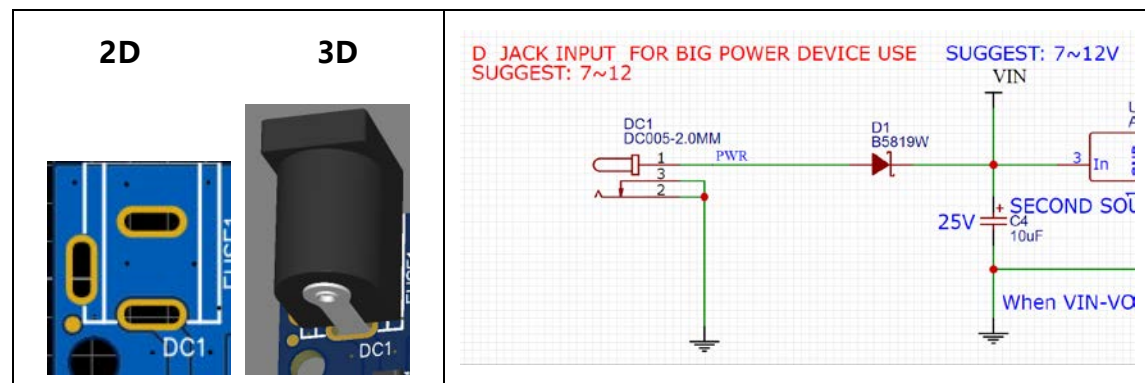 2D
3D
DC1
DC1
D JACK INPUT FOR BIG POWER DEVICE USE
SUGGEST: 7~12
SUGGEST: 7~12V
VIN
DC1
DC005-2.0MM
1
PWR
3
2
D1
B5819W
3 In
+
SECOND SOU
25V
C4
10uF
When VIN-VO